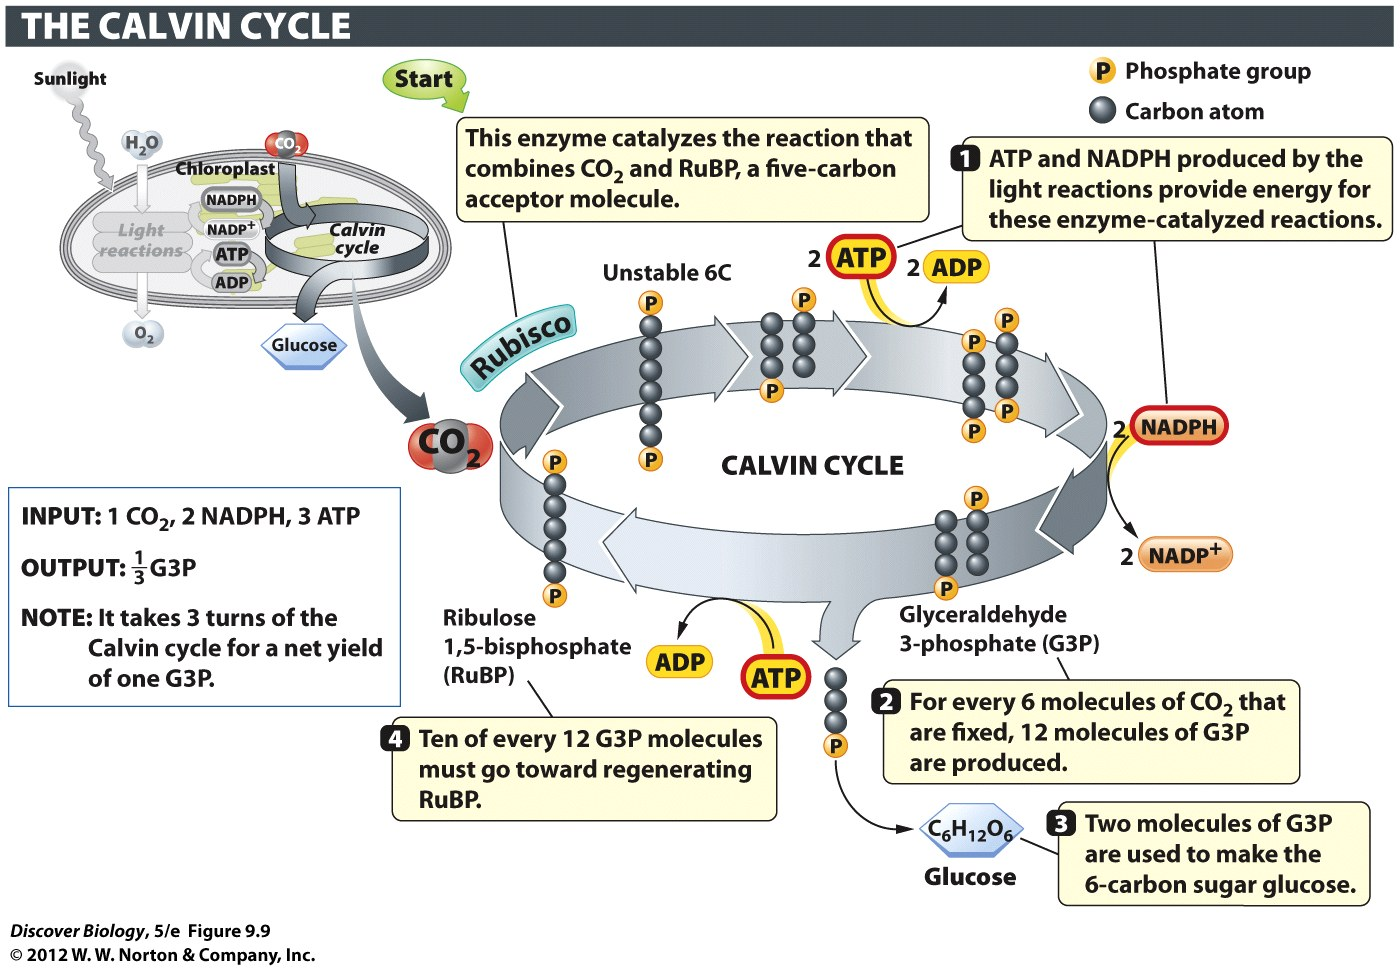 THE CALVIN CYCLE
Sunlight
H2O
CO2
Chloroplast
NADPH
NADP+
Light
reactions
Calvin
cycle
ATP
ADP
O2
Glucose
Start
P Phosphate group
Carbon atom
This enzyme catalyzes the reaction that
combines CO2 and RuBP, a five-carbon
acceptor molecule.
1 ATP and NADPH produced by the
light reactions provide energy for
these enzyme-catalyzed reactions.
Rubisco
Unstable 6C
P
P
P
P
2 ATP
2 ADP
P
P
P
P
2 NADPH
2 NADP+
CO2
CALVIN CYCLE
P
P
P
P
INPUT: 1 CO2, 2 NADPH, 3 ATP
OUTPUT: 1/3 G3P
NOTE: It takes 3 turns of the
Calvin cycle for a net yield
of one G3P.
Ribulose
1,5-bisphosphate
(RuBP)
ADP
ATP
Glyceraldehyde
3-phosphate (G3P)
P
2 For every 6 molecules of CO2 that
are fixed, 12 molecules of G3P
are produced.
4 Ten of every 12 G3P molecules
must go toward regenerating
RuBP.
C6H12O6
Glucose
3 Two molecules of G3P
are used to make the
6-carbon sugar glucose.
Discover Biology, 5/e Figure 9.9
© 2012 W. W. Norton & Company, Inc.